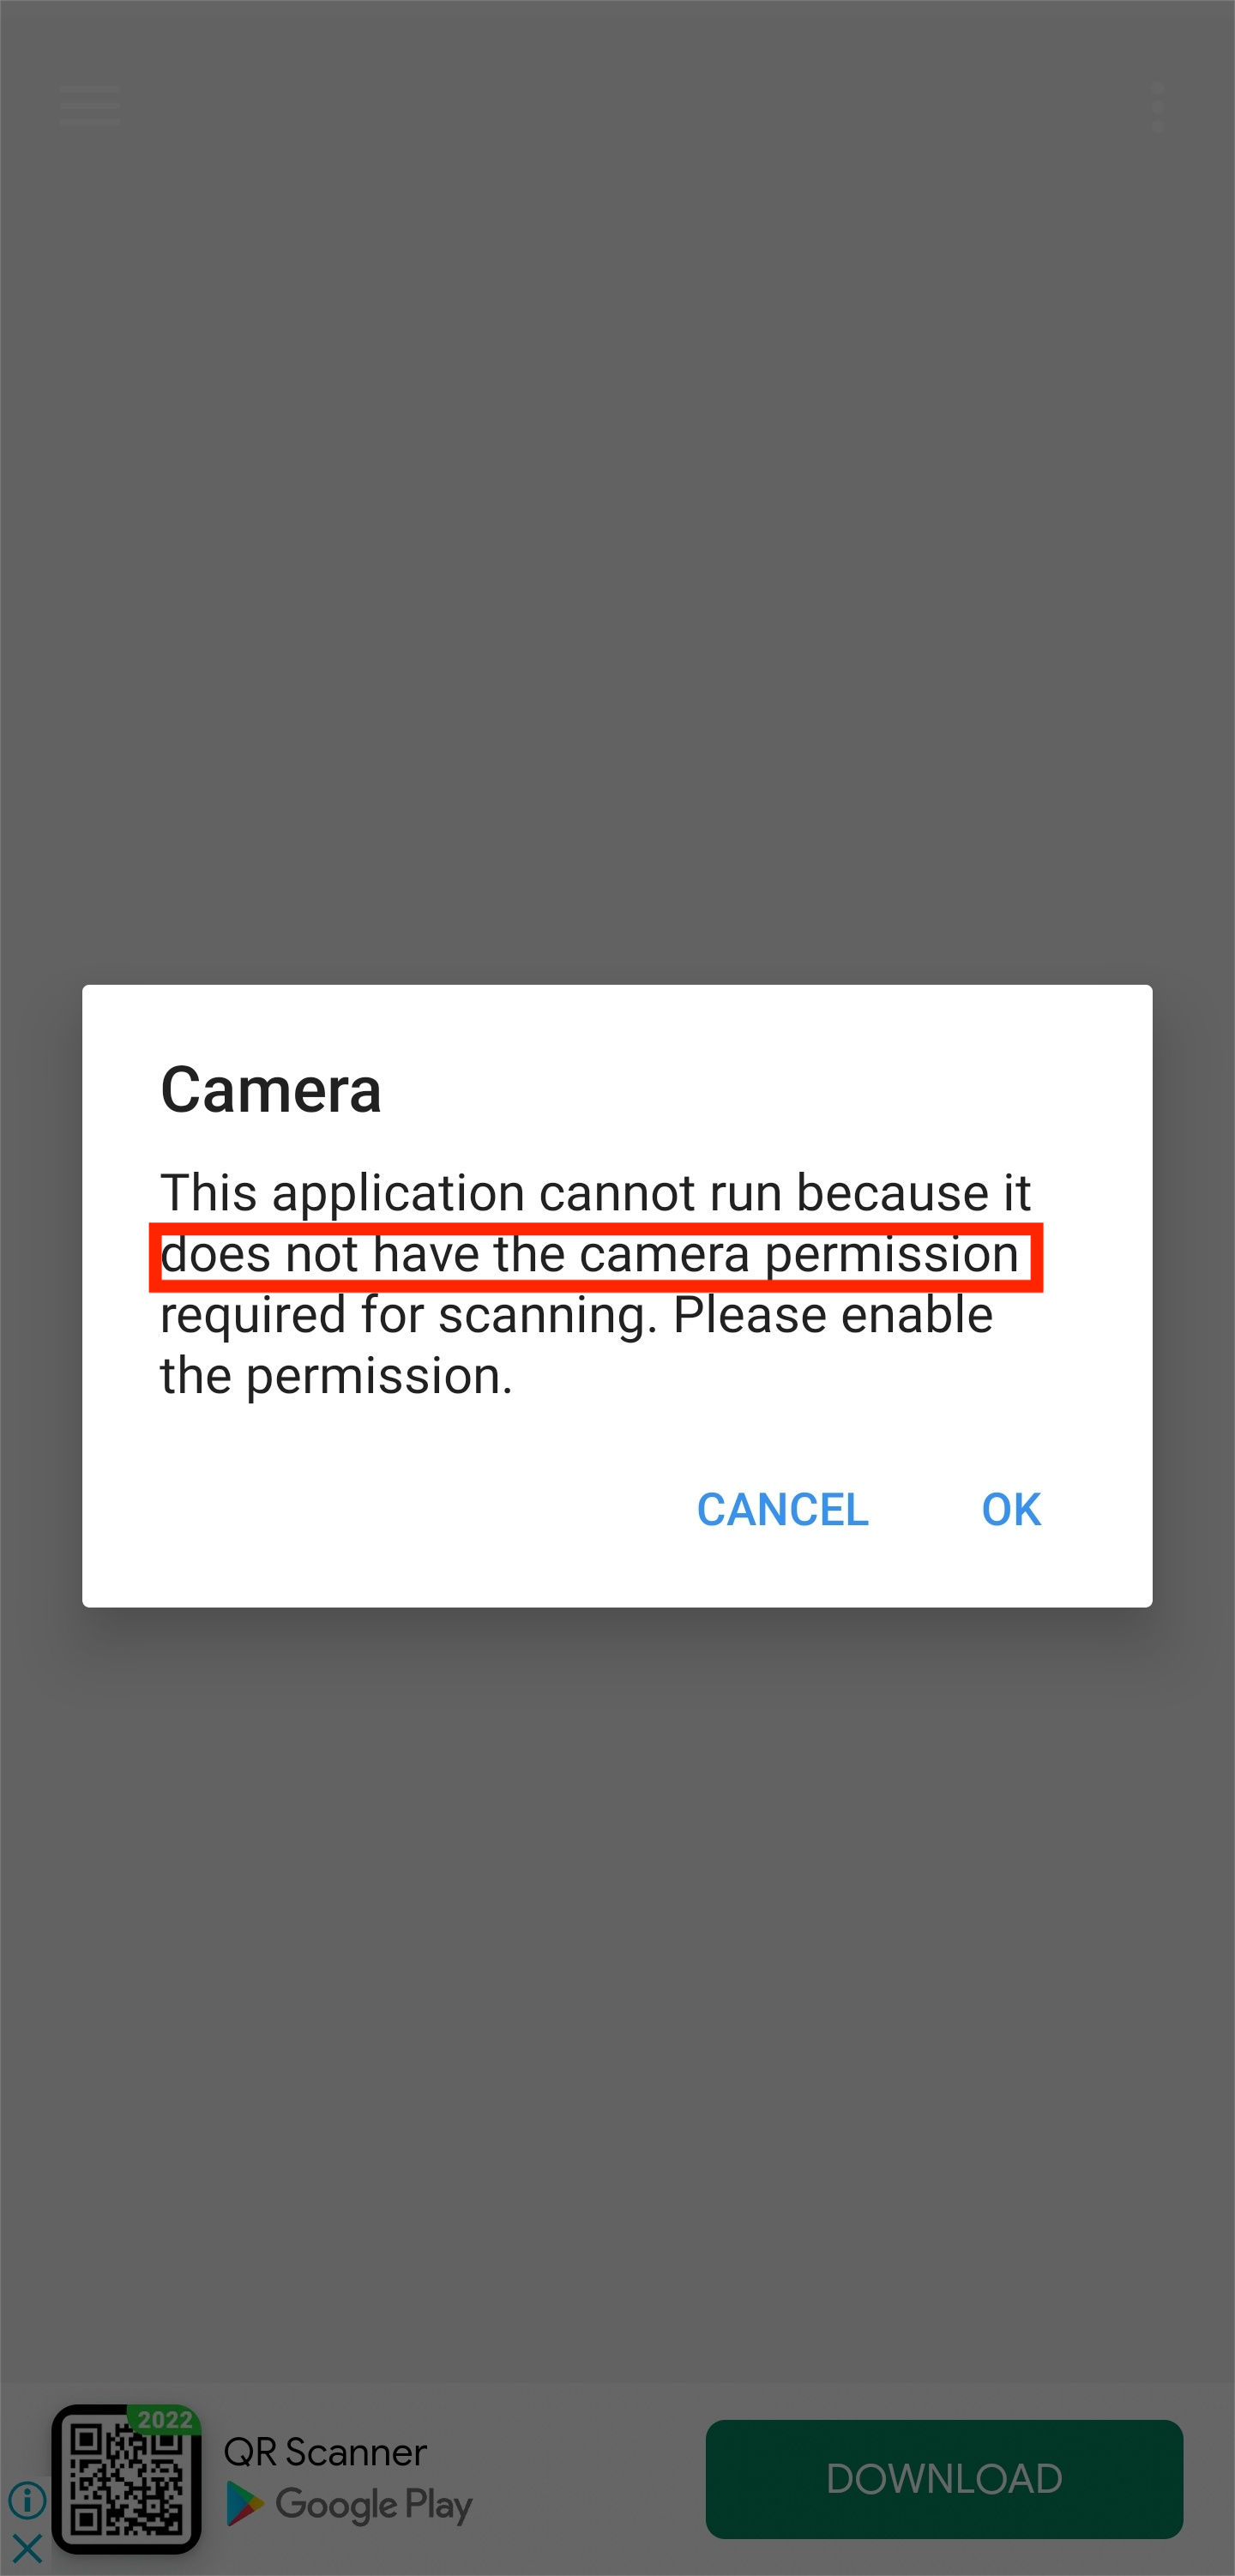 Camera
This application cannot run because it
does not have the camera permission
required for scanning. Please enable
the permission.
CANCEL OK
2022
QR Scanner
Google Play
DOWNLOAD